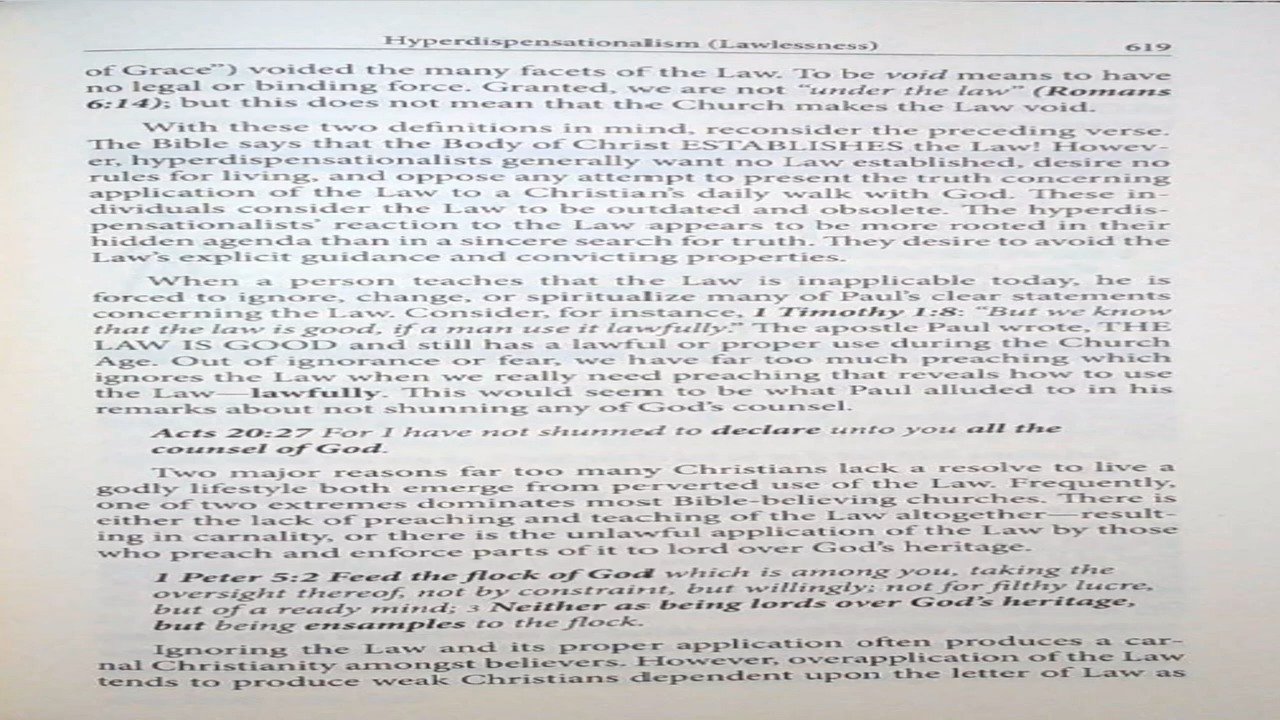 Hyperdispensationalism (Lawlessness) 619
of Grace”) voided the many facets of the Law. To be void means to have
no legal or binding force. Granted, we are not “under the law” (Romans
6:14); but this does not mean that the Church makes the Law void.
With these two definitions in mind, reconsider the preceding verse.
The Bible says that the Body of Christ ESTABLISHES the Law! Howev-
er, hyperdispensationalists generally want no Law established, desire no
rules for living, and oppose any attempt to present the truth concerning
application of the Law to a Christian’s daily walk with God. These in-
dividuals consider the Law to be outdated and obsolete. The hyperdis-
pensationalists’ reaction to the Law appears to be more rooted in their
hidden agenda than in a sincere search for truth. They desire to avoid the
Law’s explicit guidance and convicting properties.
When a person teaches that the Law is inapplicable today, he is
forced to ignore, change, or spiritualize many of Paul’s clear statements
concerning the Law. Consider, for instance, 1 Timothy 1:8: “But we know
that the law is good, if a man use it lawfully.” The apostle Paul wrote, THE
LAW IS GOOD and still has a lawful or proper use during the Church
Age. Out of ignorance or fear, we have far too much preaching which
ignores the Law when we really need preaching that reveals how to use
the Law—lawfully. This would seem to be what Paul alluded to in his
remarks about not shunning any of God’s counsel.
Acts 20:27 For I have not shunned to declare unto you all the
counsel of God.
Two major reasons far too many Christians lack a resolve to live a
godly lifestyle both emerge from perverted use of the Law. Frequently,
one of two extremes dominates most Bible-believing churches. There is
either the lack of preaching and teaching of the Law altogether—result-
ing in carnality, or there is the unlawful application of the Law by those
who preach and enforce parts of it to lord over God’s heritage.
1 Peter 5:2 Feed the flock of God which is among you, taking the
oversight thereof, not by constraint, but willingly; not for filthy lucre,
but of a ready mind; 3 Neither as being lords over God’s heritage,
but being ensamples to the flock.
Ignoring the Law and its proper application often produces a car-
nal Christianity amongst believers. However, overapplication of the Law
tends to produce weak Christians dependent upon the letter of Law as